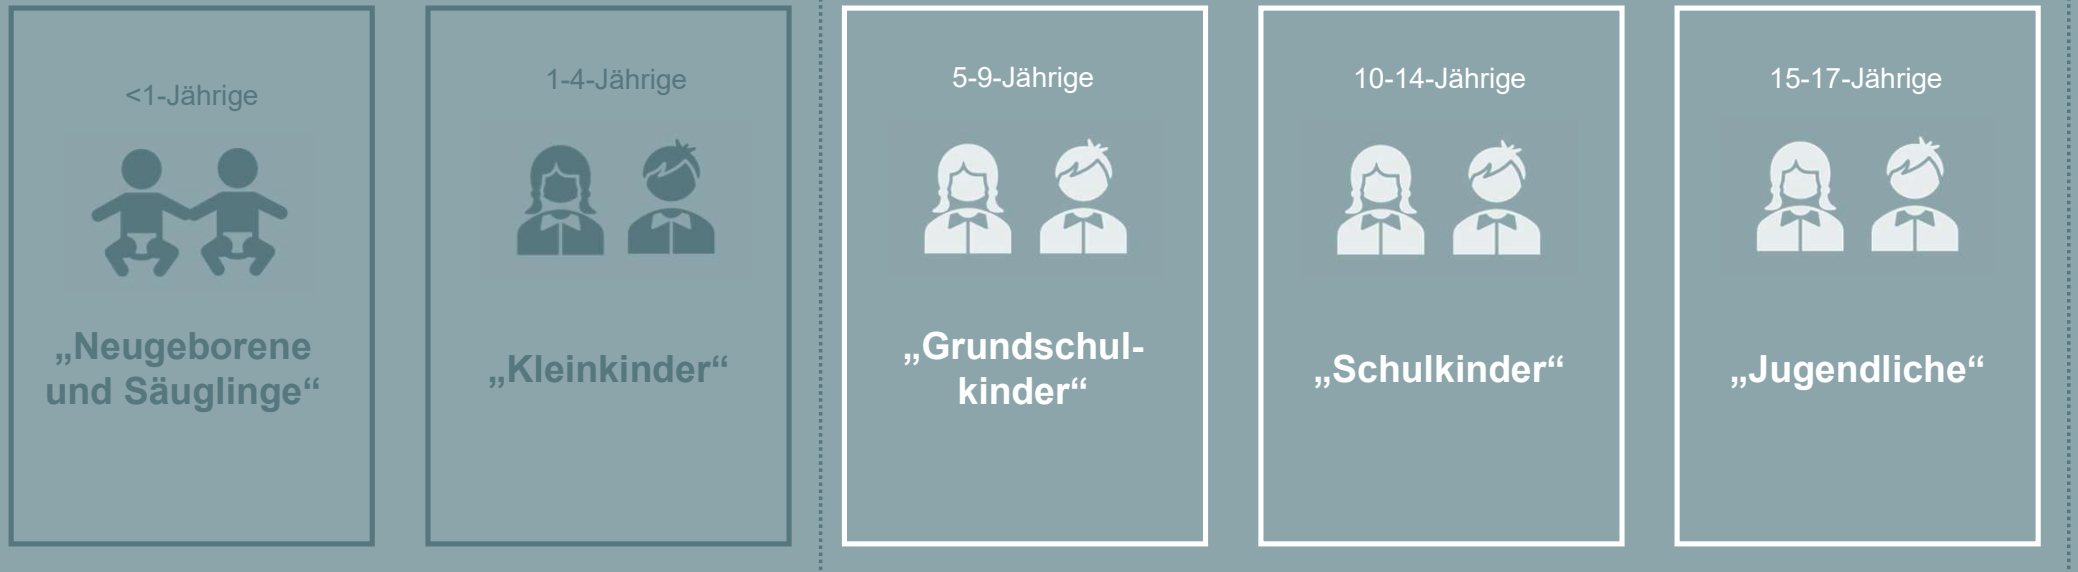 <1-Jährige
„Neugeborene
und Säuglinge“
1-4-Jährige
„Kleinkinder“
5-9-Jährige
„Grundschul-
kinder“
10-14-Jährige
„Schulkinder“
15-17-Jährige
„Jugendliche“